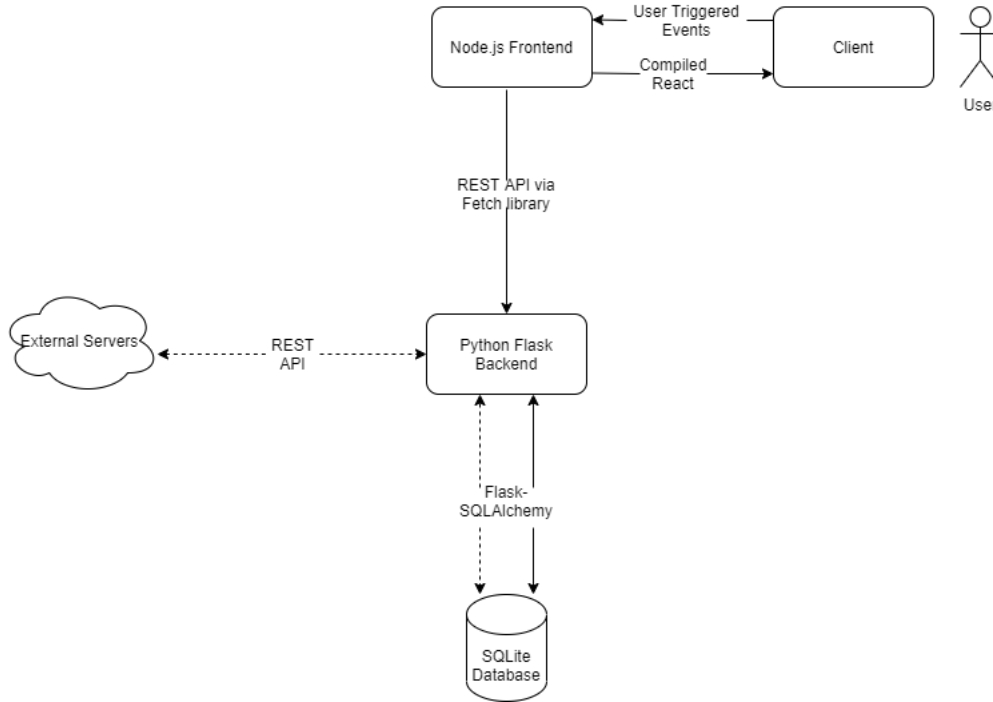 User Triggered
Events
Node.js Frontend
Client
Compiled
React
User
REST API via
Fetch library
External Servers
REST
API
Python Flask
Backend
Flask-
SQLAlchemy
SQLite
Database